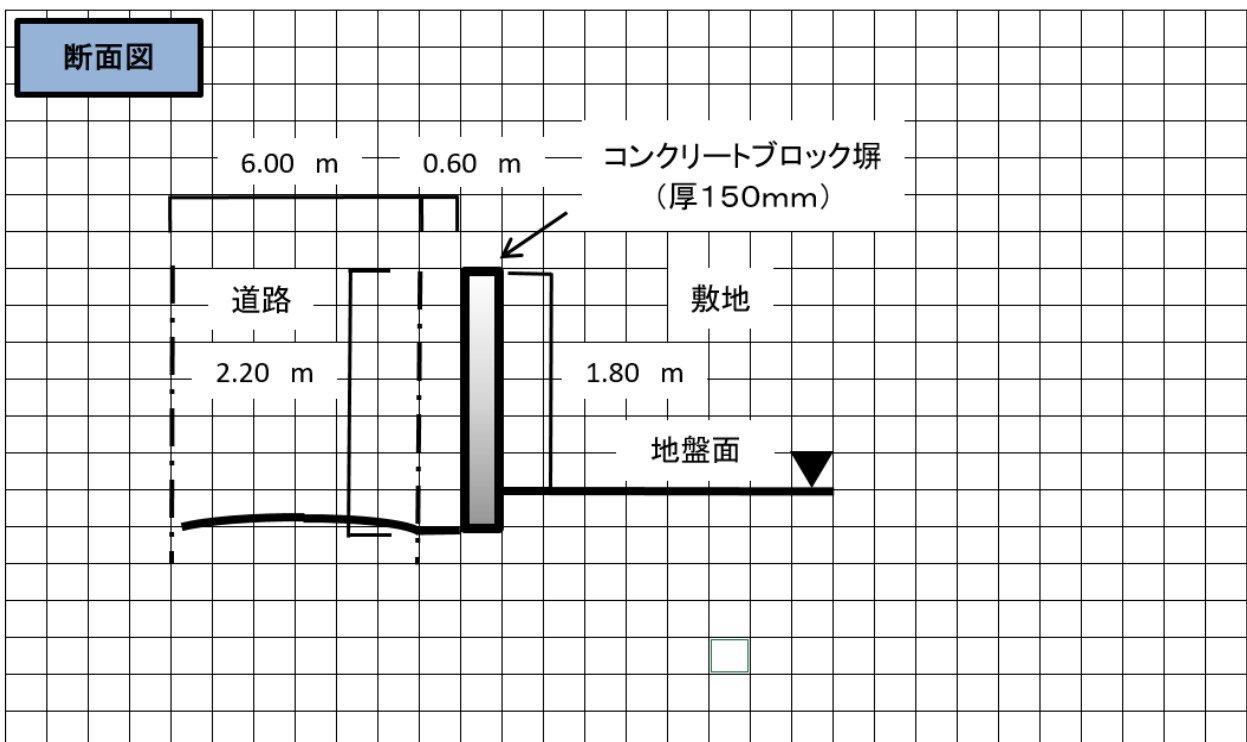 断面図
6.00 m
0.60 m
コンクリートブロック塀
（厚150mm）
道路
敷地
2.20 m
1.80 m
地盤面